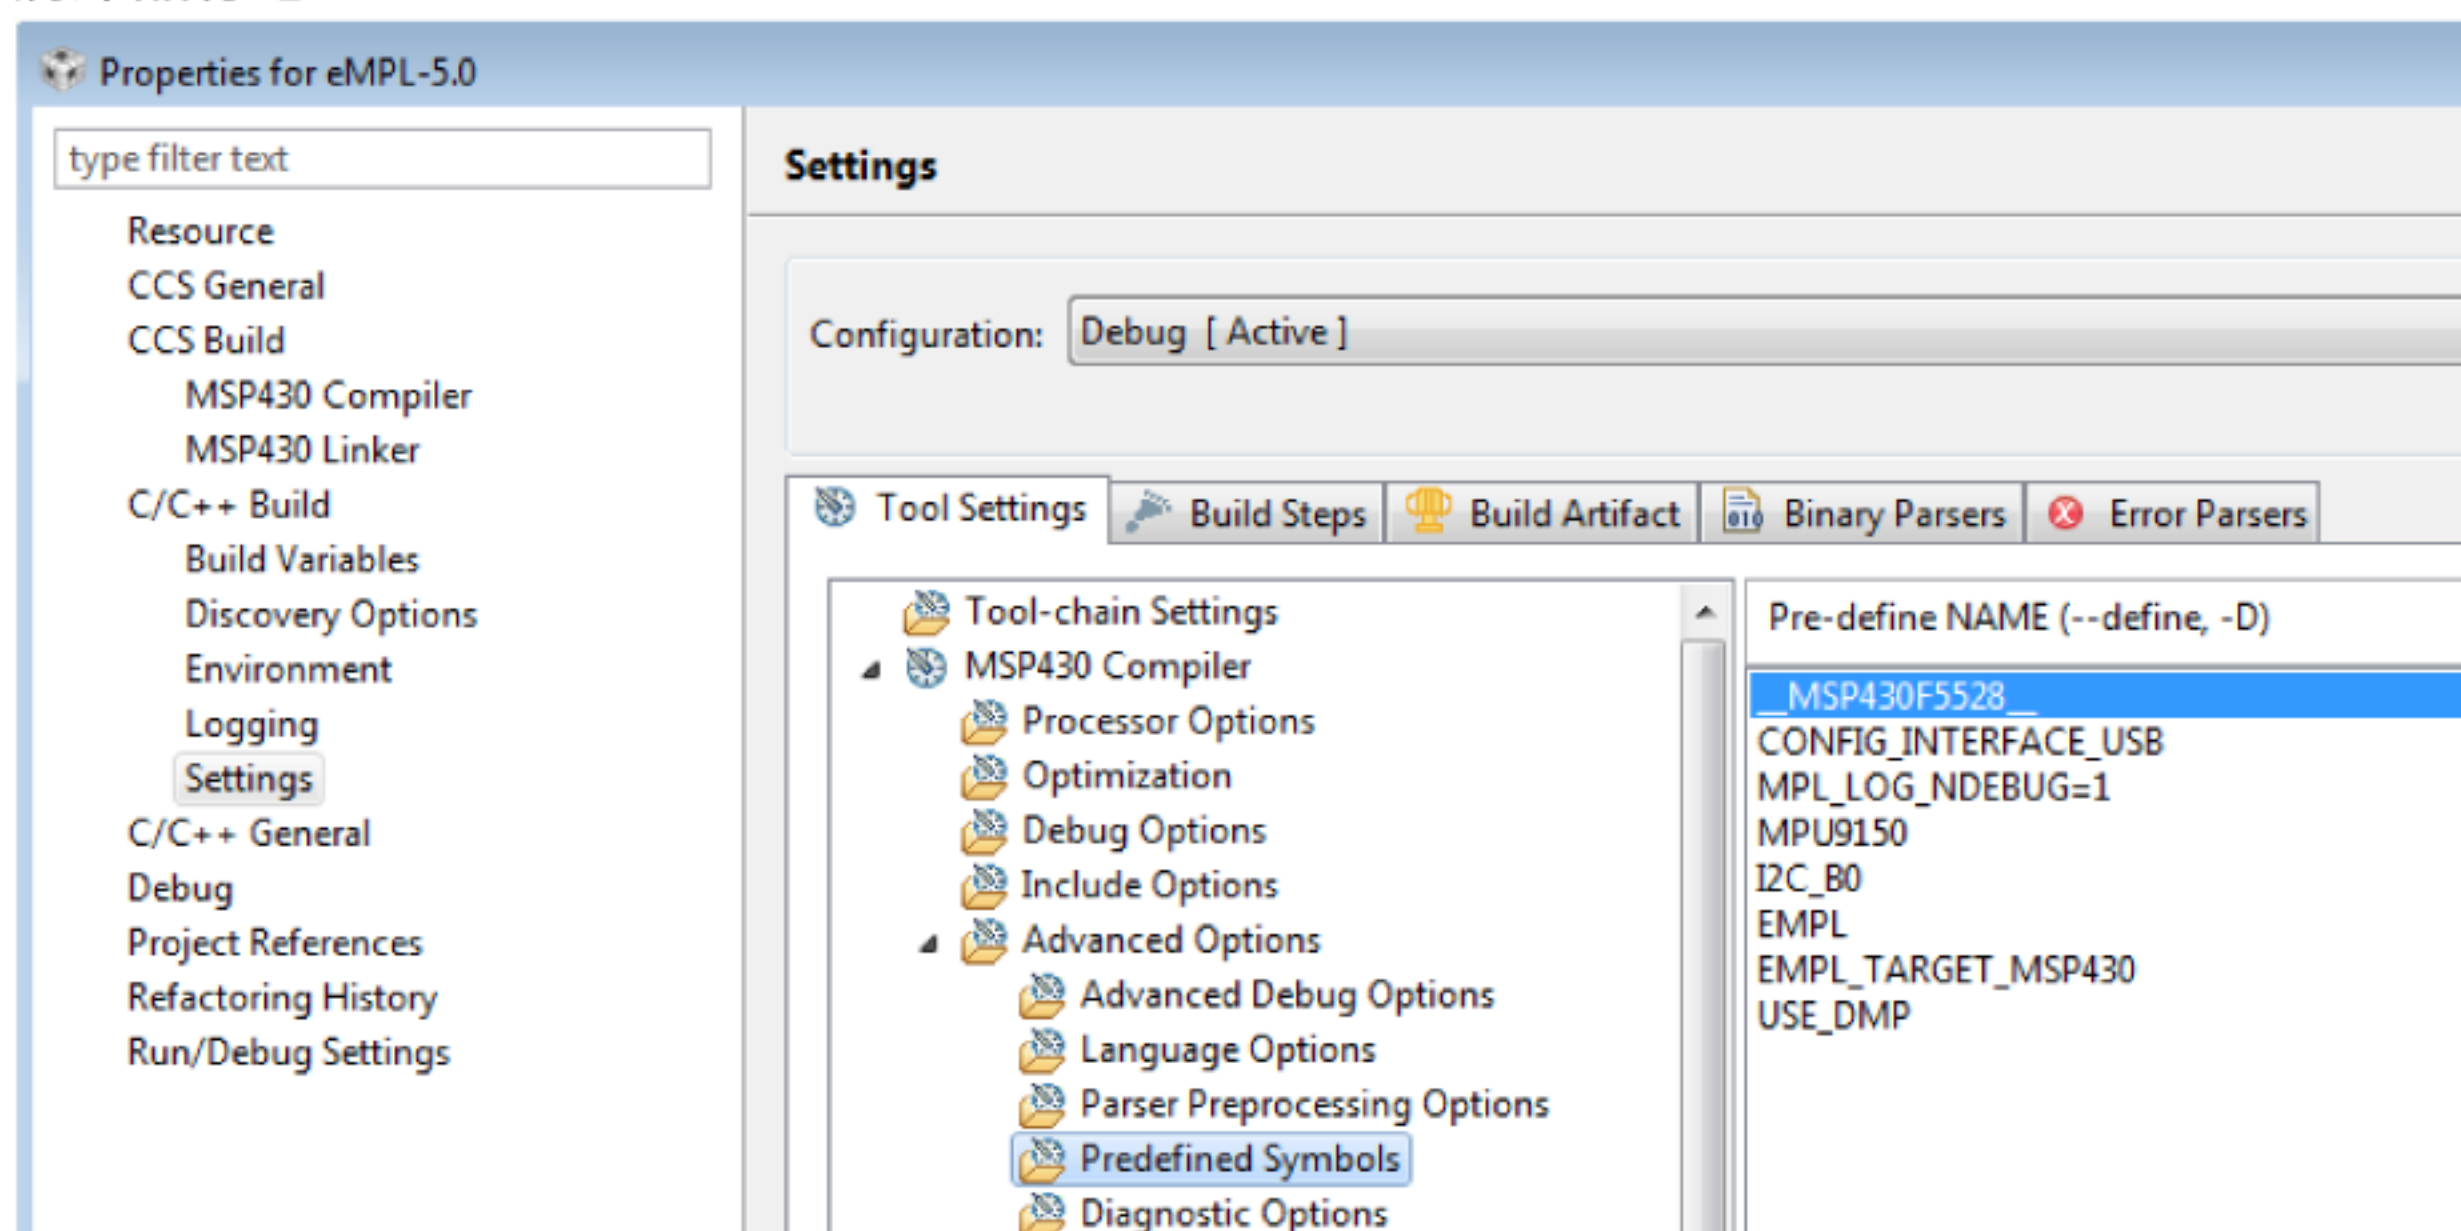 Properties for eMPL-5.0
type filter text
Resource
CCS General
CCS Build
MSP430 Compiler
MSP430 Linker
C/C++ Build
Build Variables
Discovery Options
Environment
Logging
Settings
C/C++ General
Debug
Project References
Refactoring History
Run/Debug Settings
Settings
Configuration: Debug [ Active ]
Tool Settings Build Steps Build Artifact Binary Parsers Error Parsers
Tool-chain Settings
MSP430 Compiler
Processor Options
Optimization
Debug Options
Include Options
Advanced Options
Advanced Debug Options
Language Options
Parser Preprocessing Options
Predefined Symbols
Diagnostic Options
Pre-define NAME (--define, -D)
__MSP430F5528__
CONFIG_INTERFACE_USB
MPL_LOG_NDEBUG=1
MPU9150
I2C_B0
EMPL
EMPL_TARGET_MSP430
USE_DMP